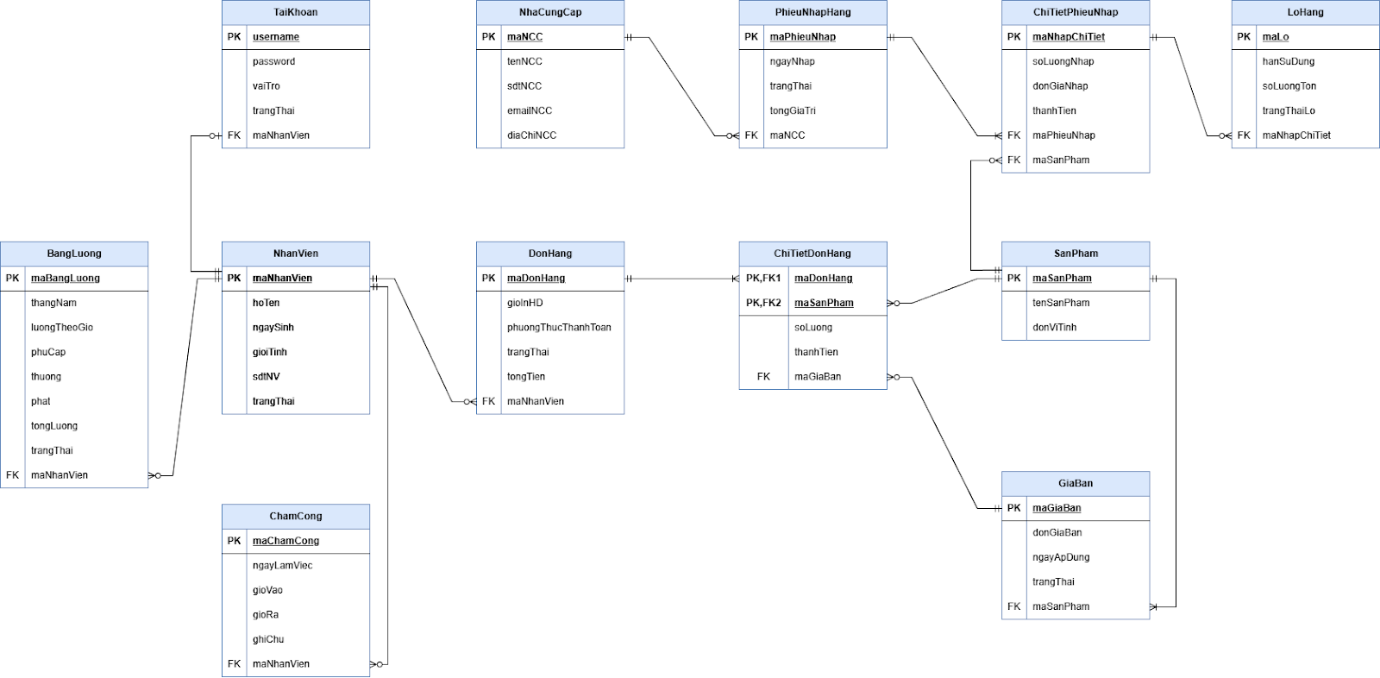 TaiKhoan
PK username
password
vaiTro
trangThai
FK maNhanVien
NhaCungCap
PK maNCC
tenNCC
sdtNCC
emailNCC
diaChiNCC
PhieuNhapHang
PK maPhieuNhap
ngayNhap
trangThai
tongGiaTri
FK maNCC
ChiTietPhieuNhap
PK maNhapChiTiet
soLuongNhap
donGiaNhap
thanhTien
FK maPhieuNhap
FK maSanPham
LoHang
PK maLo
hanSuDung
soLuongTon
trangThaiLo
FK maNhapChiTiet
BangLuong
PK maBangLuong
thangNam
luongTheoGio
phuCap
thuong
phat
tongLuong
trangThai
FK maNhanVien
NhanVien
PK maNhanVien
hoTen
ngaySinh
gioiTinh
sdtNV
trangThai
DonHang
PK maDonHang
gioInHD
phuongThucThanhToan
trangThai
tongTien
FK maNhanVien
ChiTietDonHang
PK,FK1 maDonHang
PK,FK2 maSanPham
soLuong
thanhTien
FK maGiaBan
SanPham
PK maSanPham
tenSanPham
donViTinh
ChamCong
PK maChamCong
ngayLamViec
gioVao
gioRa
ghiChu
FK maNhanVien
GiaBan
PK maGiaBan
donGiaBan
ngayApDung
trangThai
FK maSanPham